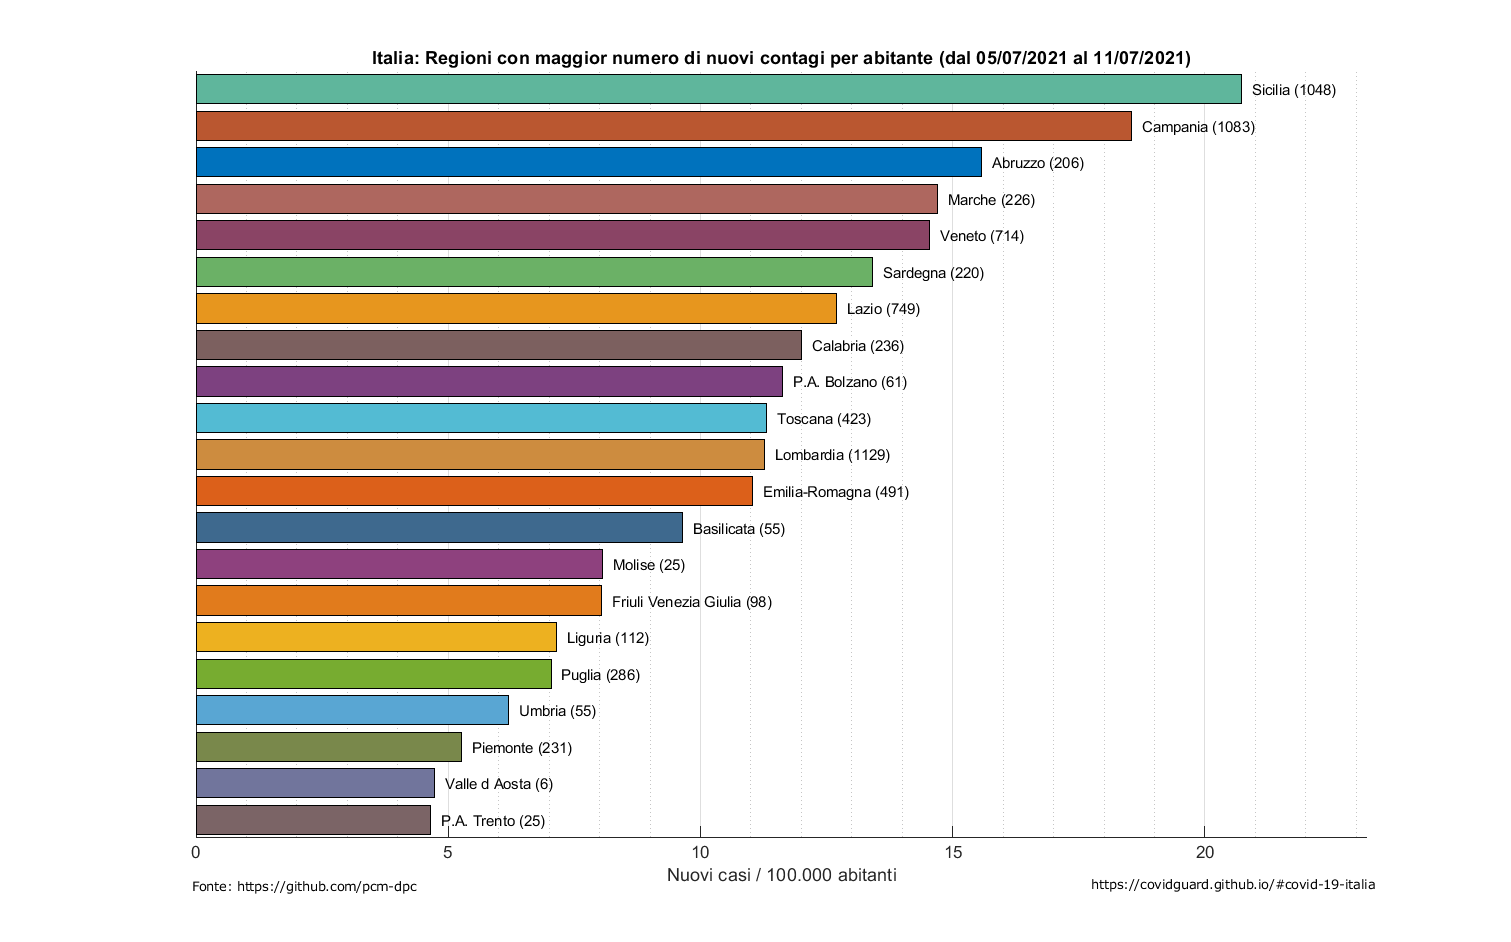 Italia: Regioni con maggior numero di nuovi contagi per abitante (dal 05/07/2021 al 11/07/2021)
Sicilia (1048)
Campania (1083)
Abruzzo (206)
Marche (226)
Veneto (714)
Sardegna (220)
Lazio (749)
Calabria (236)
P.A. Bolzano (61)
Toscana (423)
Lombardia (1129)
Emilia-Romagna (491)
Basilicata (55)
Molise (25)
Friuli Venezia Giulia (98)
Liguria (112)
Puglia (286)
Umbria (55)
Piemonte (231)
Valle d Aosta (6)
P.A. Trento (25)
0 5 10 15 20
Nuovi casi / 100.000 abitanti
Fonte: https://github.com/pcm-dpc
https://covidguard.github.io/#covid-19-italia